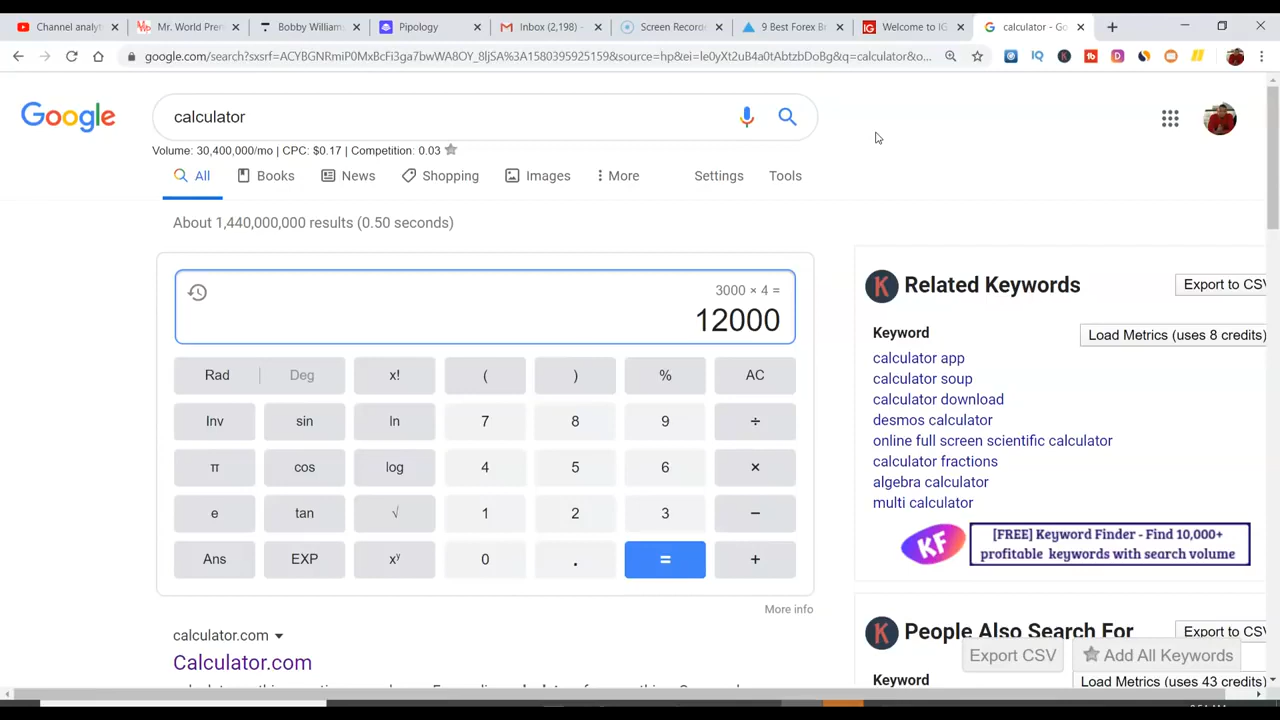 Channel analyt
Mr. World Prem
Bobby William
Pipology
Inbox (2,198) -
Screen Record
9 Best Forex B
Welcome to IG
calculator - Go
google.com/search?sxsrf=ACYBGNRmiP0MxRcFi3ga7bwWA8OY_8ljSA%3A1580395925159&source=hp&ei=le0yXt2uB4a0tAbtzbDoBg&q=calculator&o...
Google
calculator
Volume: 30,400,000/mo | CPC: $0.17 | Competition: 0.03
All
Books
News
Shopping
Images
More
Settings
Tools
About 1,440,000,000 results (0.50 seconds)
3000 × 4 =
12000
Rad Deg x! ( ) % AC
Inv sin ln 7 8 9 ÷
π cos log 4 5 6 ×
e tan √ 1 2 3 −
Ans EXP xʸ 0 . = +
More info
calculator.com
Calculator.com
Related Keywords
Export to CSV
Keyword
Load Metrics (uses 8 credits)
calculator app
calculator soup
calculator download
desmos calculator
online full screen scientific calculator
calculator fractions
algebra calculator
multi calculator
KF
[FREE] Keyword Finder - Find 10,000+
profitable keywords with search volume
People Also Search For
Export to CSV
Export CSV
Add All Keywords
Keyword
Load Metrics (uses 43 credits)